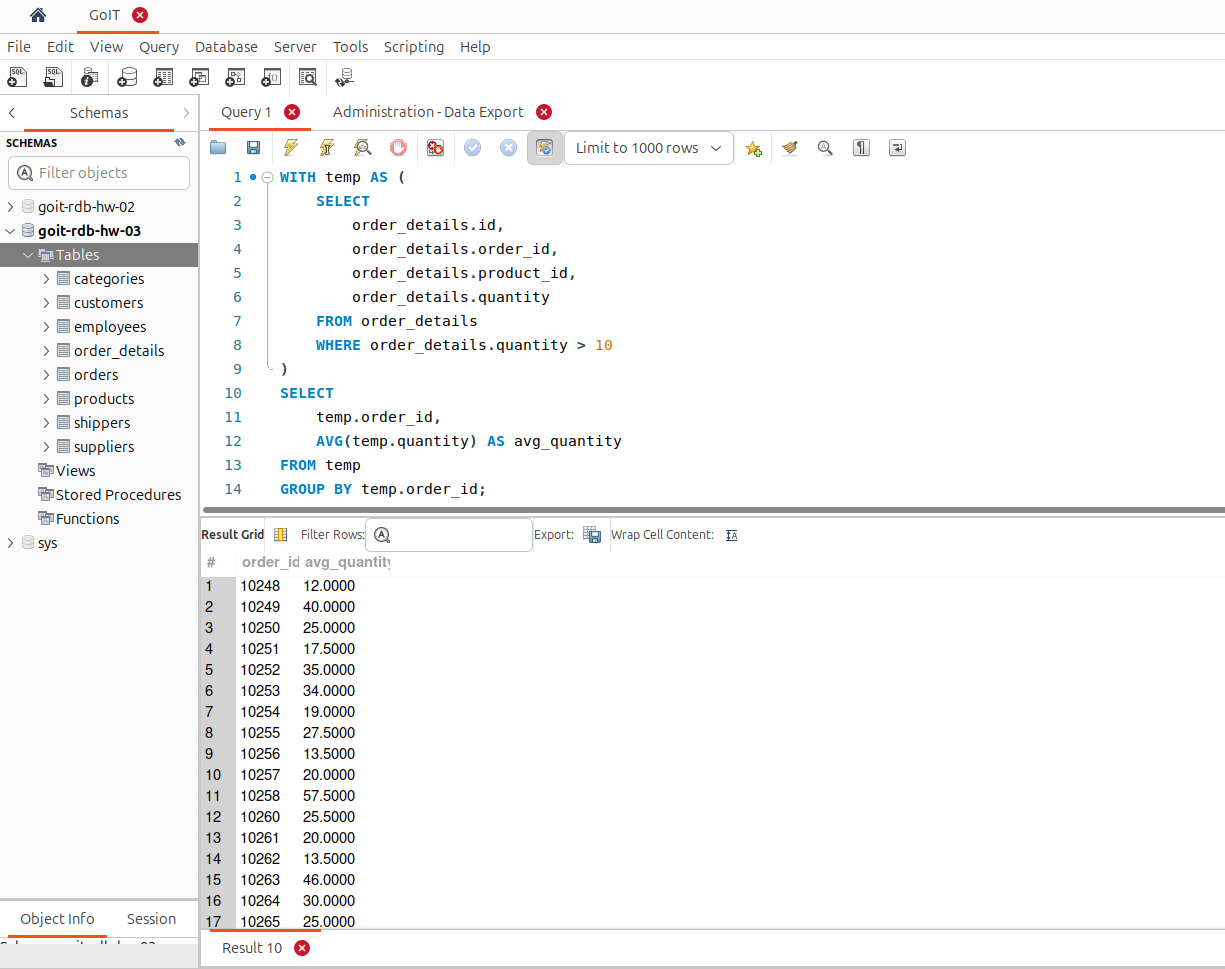 GoIT
File Edit View Query Database Server Tools Scripting Help
Schemas
Query 1
Administration - Data Export
SCHEMAS
Limit to 1000 rows
Filter objects
goit-rdb-hw-02
goit-rdb-hw-03
Tables
categories
customers
employees
order_details
orders
products
shippers
suppliers
Views
Stored Procedures
Functions
sys
1 WITH temp AS (
2 SELECT
3 order_details.id,
4 order_details.order_id,
5 order_details.product_id,
6 order_details.quantity
7 FROM order_details
8 WHERE order_details.quantity > 10
9 )
10 SELECT
11 temp.order_id,
12 AVG(temp.quantity) AS avg_quantity
13 FROM temp
14 GROUP BY temp.order_id;
Result Grid Filter Rows: Export: Wrap Cell Content:
# order_id avg_quantity
1 10248 12.0000
2 10249 40.0000
3 10250 25.0000
4 10251 17.5000
5 10252 35.0000
6 10253 34.0000
7 10254 19.0000
8 10255 27.5000
9 10256 13.5000
10 10257 20.0000
11 10258 57.5000
12 10260 25.5000
13 10261 20.0000
14 10262 13.5000
15 10263 46.0000
16 10264 30.0000
17 10265 25.0000
Object Info Session
Result 10